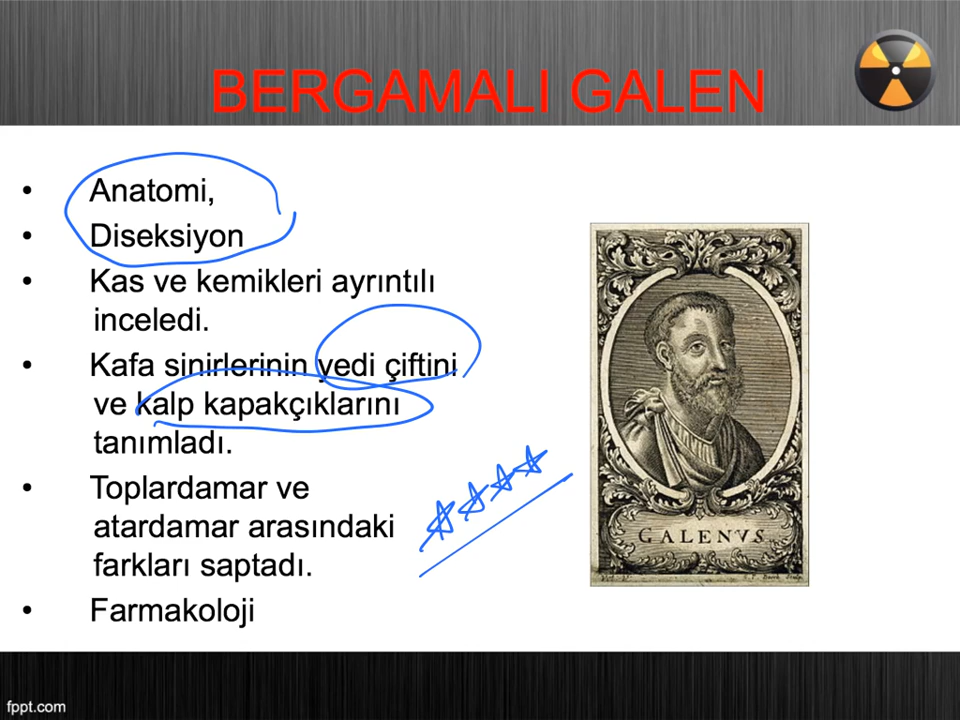 BERGAMALI GALEN
• Anatomi,
• Diseksiyon
• Kas ve kemikleri ayrıntılı
inceledi.
• Kafa sinirlerinin yedi çiftini
ve kalp kapakçıklarını
tanımladı.
• Toplardamar ve
atardamar arasındaki
farkları saptadı.
• Farmakoloji
GALENVS
fppt.com